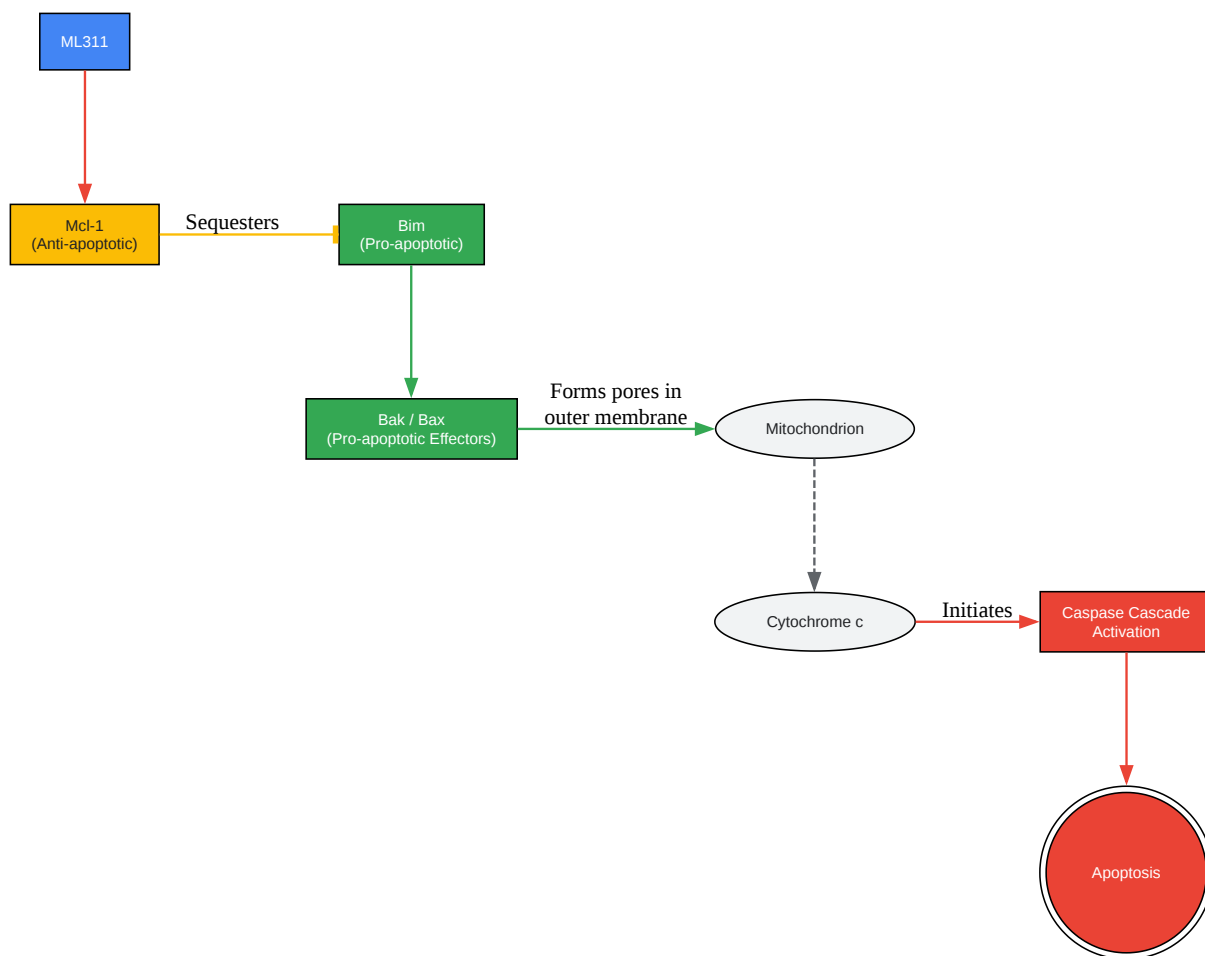 ML311
Mcl-1
(Anti-apoptotic)
Sequesters
Bim
(Pro-apoptotic)
Bak / Bax
(Pro-apoptotic Effectors)
Forms pores in
outer membrane
Mitochondrion
Cytochrome c
Initiates
Caspase Cascade
Activation
Apoptosis